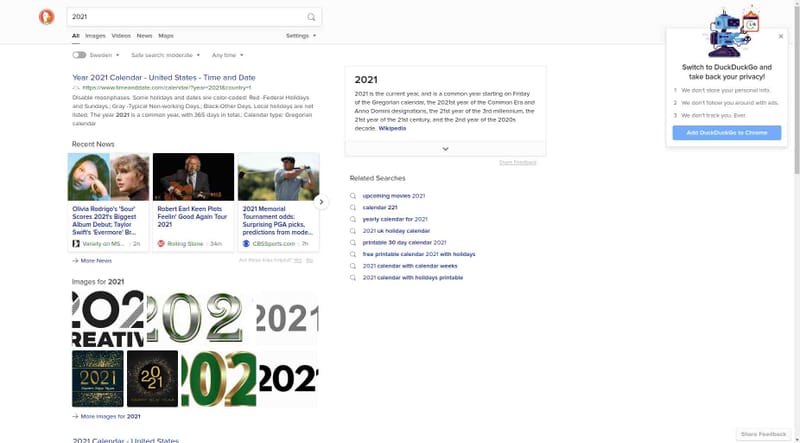 2021
All Images Videos News Maps Settings
Sweden Safe search: moderate Any time
Year 2021 Calendar - United States - Time and Date
https://www.timeanddate.com/calendar/?year=2021&country=1
Disable moonphases. Some holidays and dates are color-coded: Red -Federal Holidays
and Sundays.; Gray -Typical Non-working Days.; Black-Other Days. Local holidays are not
listed. The year 2021 is a common year, with 365 days in total.; Calendar type: Gregorian
calendar
Recent News
Olivia Rodrigo's 'Sour'
Scores 2021's Biggest
Album Debut; Taylor
Swift's 'Evermore' Br...
Variety on MS... 2h
Robert Earl Keen Plots
Feelin' Good Again Tour
2021
Rolling Stone 34m
2021 Memorial
Tournament odds:
Surprising PGA picks,
predictions from mode...
CBSSports.com 7h
More News
Are these links helpful? Yes No
Images for 2021
202
CREATIV
202
2021
2021
2021
202
202
More Images for 2021
2021 Calendar - United States
2021
2021 is the current year, and is a common year starting on Friday
of the Gregorian calendar, the 2021st year of the Common Era and
Anno Domini designations, the 21st year of the 3rd millennium, the
21st year of the 21st century, and the 2nd year of the 2020s
decade. Wikipedia
Share Feedback
Related Searches
upcoming movies 2021
calendar 221
yearly calendar for 2021
2021 uk holiday calendar
printable 30 day calendar 2021
free printable calendar 2021 with holidays
2021 calendar with calendar weeks
2021 calendar with holidays printable
Switch to DuckDuckGo and
take back your privacy!
1 We don't store your personal info.
2 We don't follow you around with ads.
3 We don't track you. Ever.
Add DuckDuckGo to Chrome
Share Feedback